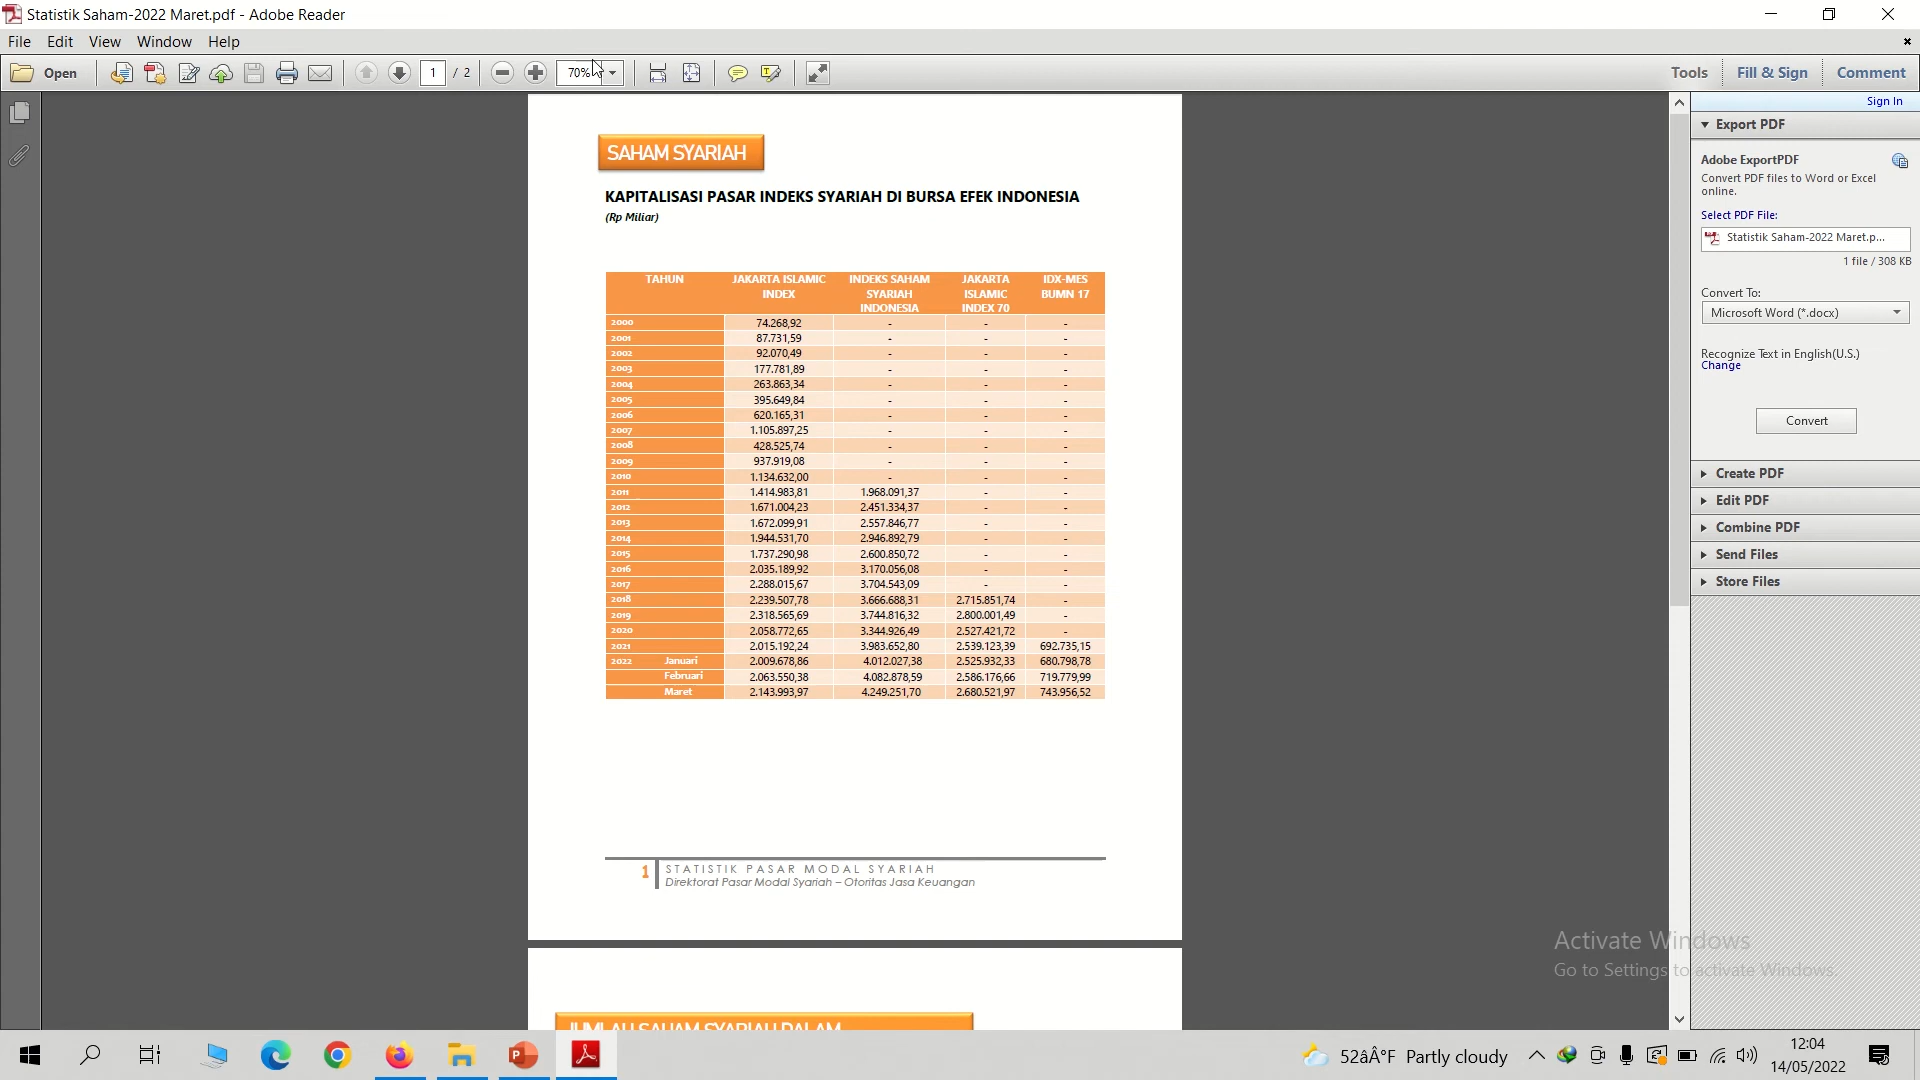 Statistik Saham-2022 Maret.pdf - Adobe Reader
File Edit View Window Help
Open 1 / 2 70% Tools Fill & Sign Comment
Sign In
Export PDF
Adobe ExportPDF
Convert PDF files to Word or Excel
online.
Select PDF File:
Statistik Saham-2022 Maret.p...
1 file / 308 KB
Convert To:
Microsoft Word (*.docx)
Recognize Text in English(U.S.)
Change
Convert
Create PDF
Edit PDF
Combine PDF
Send Files
Store Files
SAHAM SYARIAH
KAPITALISASI PASAR INDEKS SYARIAH DI BURSA EFEK INDONESIA
(Rp Miliar)
TAHUN JAKARTA ISLAMIC INDEKS SAHAM JAKARTA IDX-MES
INDEX SYARIAH ISLAMIC BUMN 17
INDONESIA INDEX 70
2000 74.268,92 - - -
2001 87.731,59 - - -
2002 92.070,49 - - -
2003 177.781,89 - - -
2004 263.863,34 - - -
2005 395.649,84 - - -
2006 620.165,31 - - -
2007 1.105.897,25 - - -
2008 428.525,74 - - -
2009 937.919,08 - - -
2010 1.134.632,00 - - -
2011 1.414.983,81 1.968.091,37 - -
2012 1.671.004,23 2.451.334,37 - -
2013 1.672.099,91 2.557.846,77 - -
2014 1.944.531,70 2.946.892,79 - -
2015 1.737.290,98 2.600.850,72 - -
2016 2.035.189,92 3.170.056,08 - -
2017 2.288.015,67 3.704.543,09 - -
2018 2.239.507,78 3.666.688,31 2.715.851,74 -
2019 2.318.565,69 3.744.816,32 2.800.001,49 -
2020 2.058.772,65 3.344.926,49 2.527.421,72 -
2021 2.015.192,24 3.983.652,80 2.539.123,39 692.735,15
2022 Januari 2.009.678,86 4.012.027,38 2.525.932,33 680.798,78
Februari 2.063.550,38 4.082.878,59 2.586.176,66 719.779,99
Maret 2.143.993,97 4.249.251,70 2.680.521,97 743.956,52
1 STATISTIK PASAR MODAL SYARIAH
Direktorat Pasar Modal Syariah – Otoritas Jasa Keuangan
JUMLAH SAHAM SYARIAH DALAM
Activate Windows
Go to Settings to activate Windows.
52âÂ°F Partly cloudy
12:04
14/05/2022